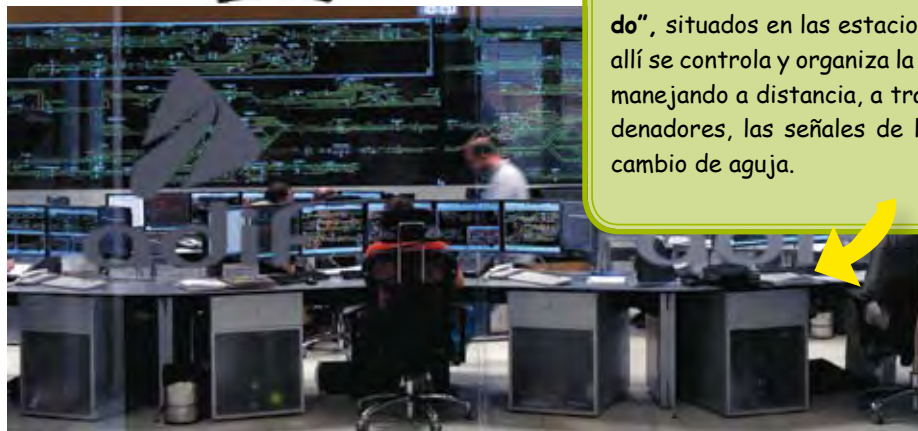 do”, situados en las estacio
allí se controla y organiza la
manejando a distancia, a tra
denadores, las señales de l
cambio de aguja.
adif